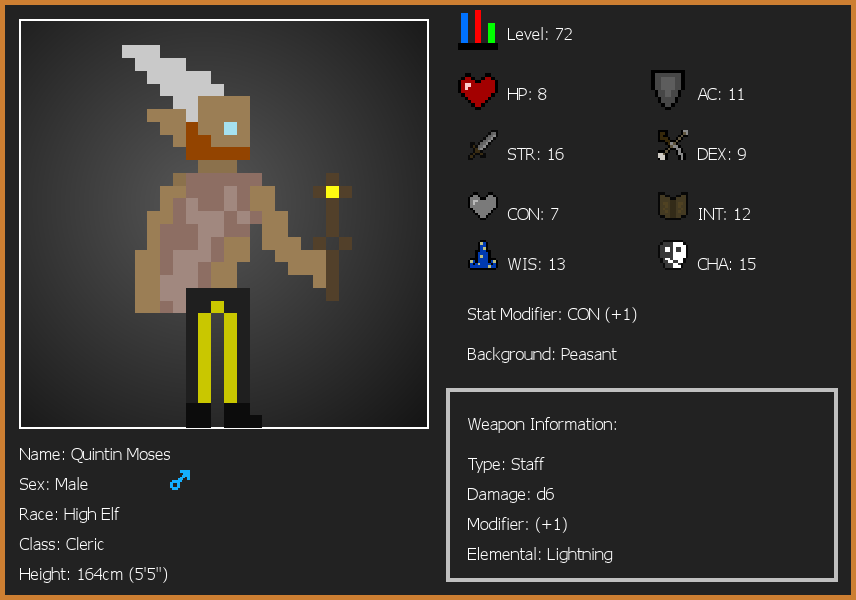 Level: 72
HP: 8
AC: 11
STR: 16
DEX: 9
CON: 7
INT: 12
WIS: 13
CHA: 15
Stat Modifier: CON (+1)
Background: Peasant
Weapon Information:
Type: Staff
Damage: d6
Modifier: (+1)
Elemental: Lightning
Name: Quintin Moses
Sex: Male
Race: High Elf
Class: Cleric
Height: 164cm (5'5")